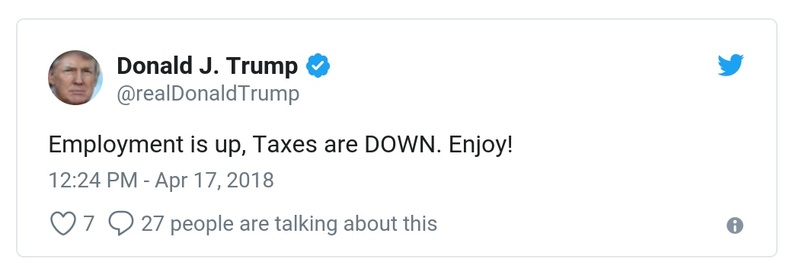 Donald J. Trump
@realDonaldTrump
Employment is up, Taxes are DOWN. Enjoy!
12:24 PM - Apr 17, 2018
7 27 people are talking about this